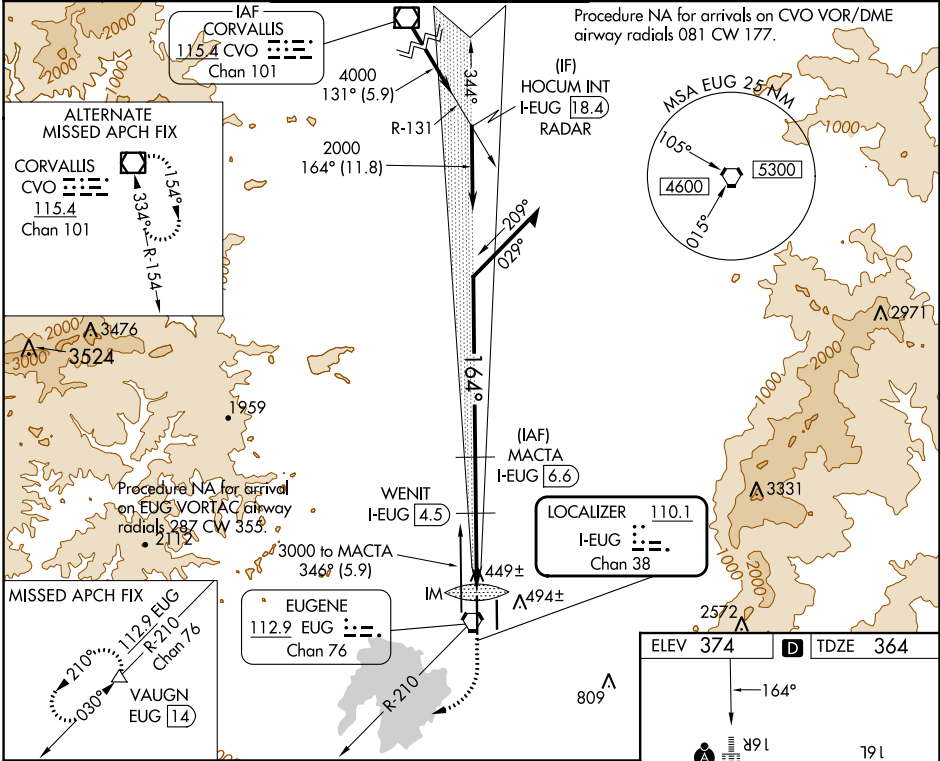 IAF
CORVALLIS
115.4 CVO
Chan 101
4000
131° (5.9)
R-131
2000
164° (11.8)
344°
(IF)
HOCUM INT
I-EUG 18.4
RADAR
Procedure NA for arrivals on CVO VOR/DME
airway radials 081 CW 177.
MSA EUG 25 NM
105°
4600
5300
015°
1000
2000
2000
1000
ALTERNATE
MISSED APCH FIX
CORVALLIS
CVO
115.4
Chan 101
154°
334°
R-154
209°
029°
164°
2000
3476
3000
3524
1959
2971
2000
1000
3331
1000
2000
2572
(IAF)
MACTA
I-EUG 6.6
WENIT
I-EUG 4.5
Procedure NA for arrival
on EUG VORTAC airway
radials 287 CW 355.
2112
3000 to MACTA
346° (5.9)
LOCALIZER 110.1
I-EUG
Chan 38
449±
IM
494±
EUGENE
112.9 EUG
Chan 76
R-210
809
MISSED APCH FIX
112.9 EUG
R-210
Chan 76
210°
030°
VAUGN
EUG 14
ELEV 374
D
TDZE 364
164°
A
16R
16L